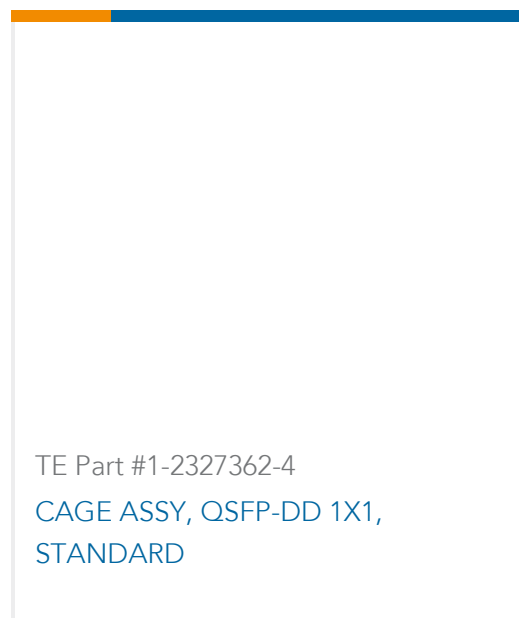 TE Part #1-2327362-4
CAGE ASSY, QSFP-DD 1X1,
STANDARD